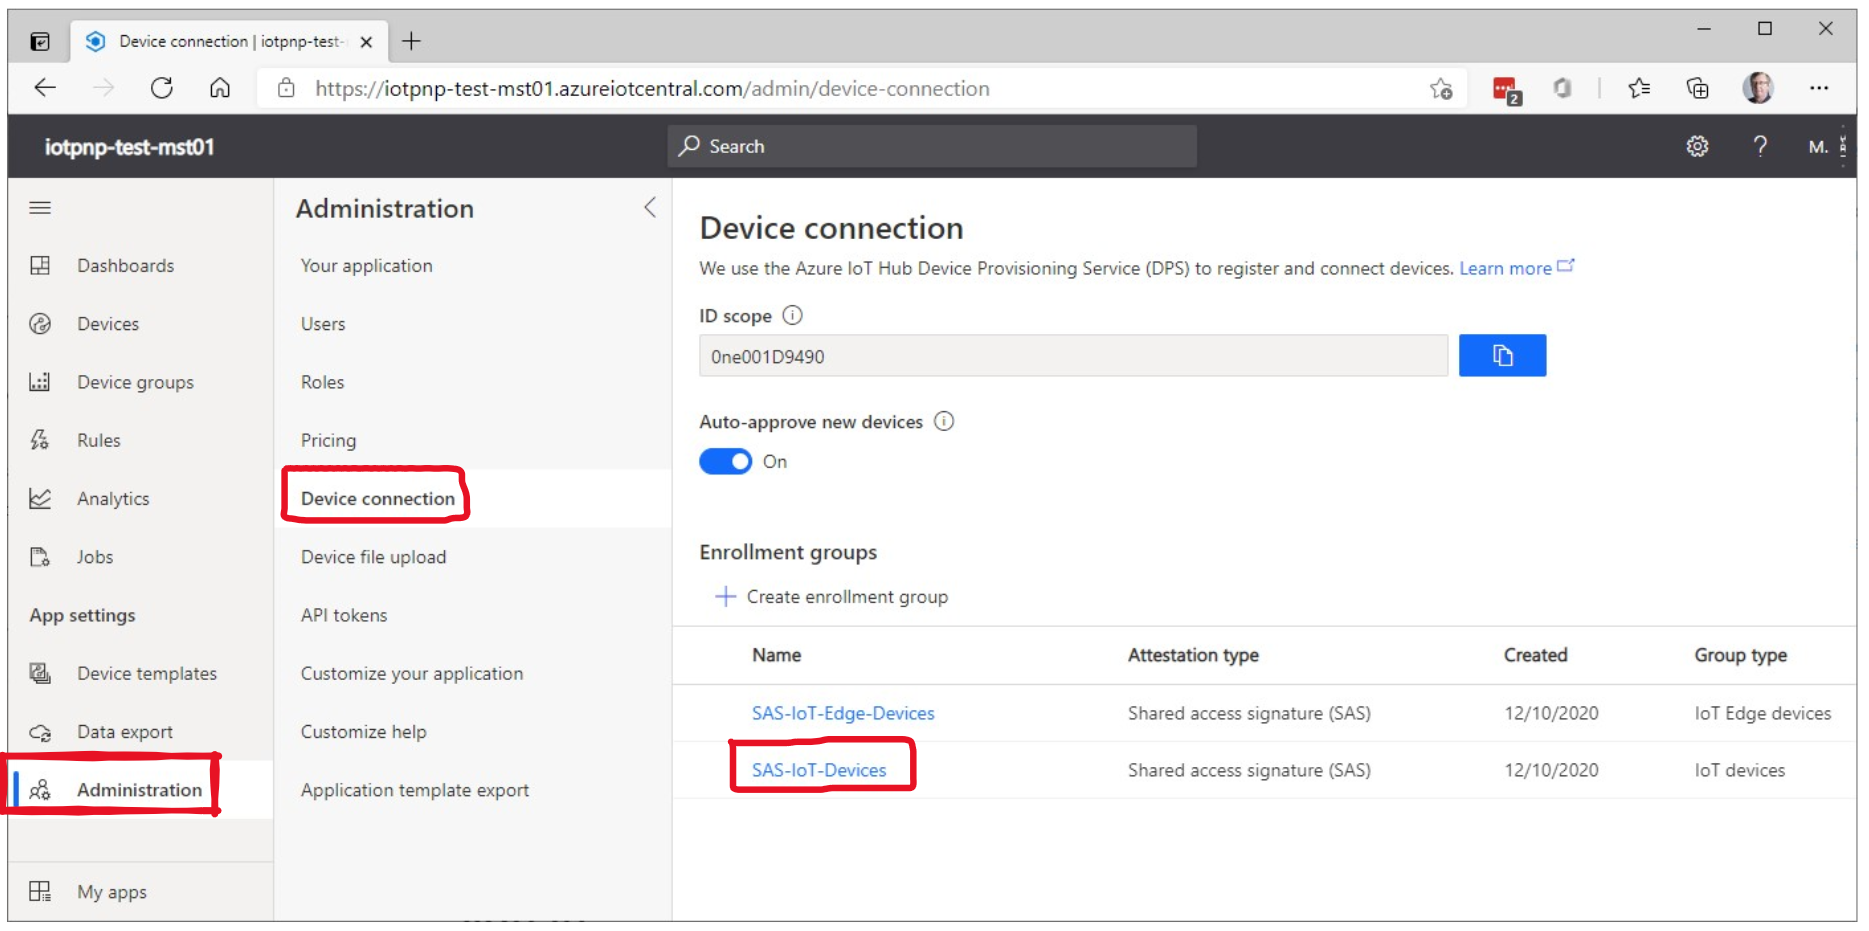 Device connection | iotpnp-test-
https://iotpnp-test-mst01.azureiotcentral.com/admin/device-connection
2
iotpnp-test-mst01
Search
?
M.
Dashboards
Devices
Device groups
Rules
Analytics
Jobs
App settings
Device templates
Data export
Administration
My apps
Administration
Your application
Users
Roles
Pricing
Device connection
Device file upload
API tokens
Customize your application
Customize help
Application template export
Device connection
We use the Azure IoT Hub Device Provisioning Service (DPS) to register and connect devices. Learn more
ID scope
0ne001D9490
Auto-approve new devices
On
Enrollment groups
Create enrollment group
Name Attestation type Created Group type
SAS-IoT-Edge-Devices Shared access signature (SAS) 12/10/2020 IoT Edge devices
SAS-IoT-Devices Shared access signature (SAS) 12/10/2020 IoT devices